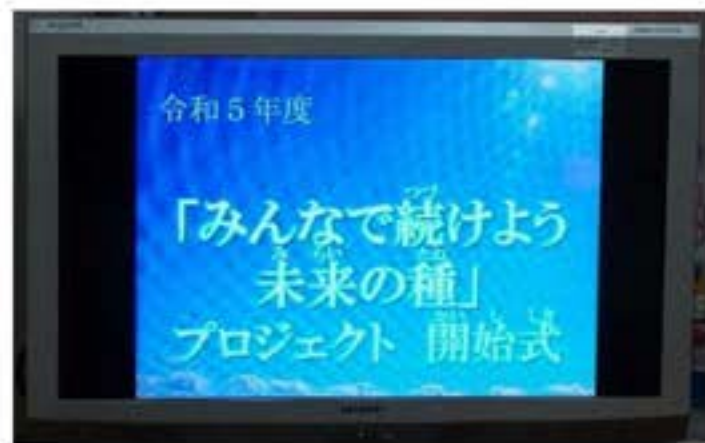 令和5年度
「みんなで続けよう
未来の種」
プロジェクト 開始式